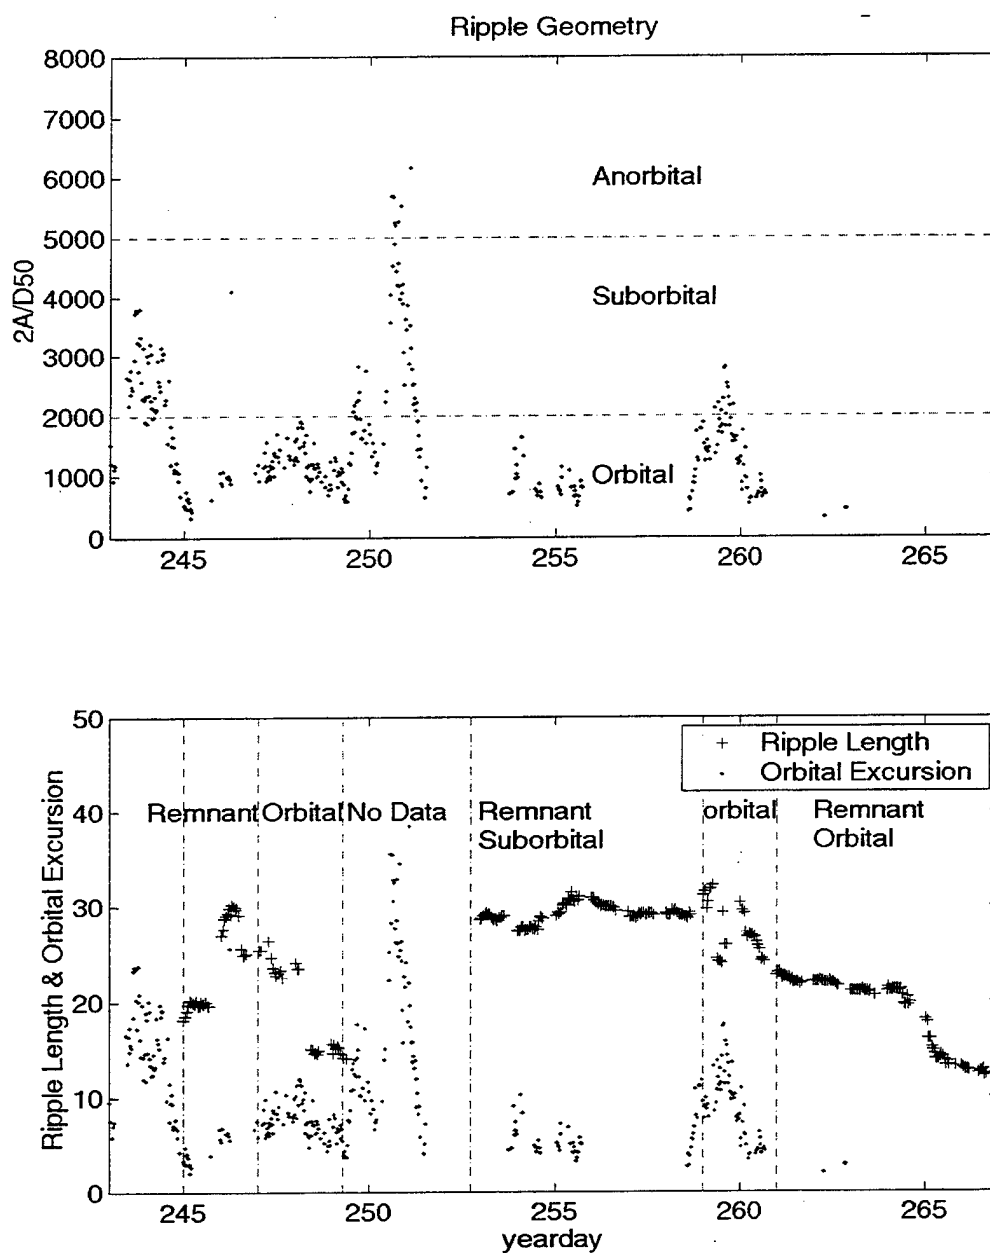 Ripple Geometry
8000
7000
6000
5000
4000
3000
2000
1000
0
2A/D50
Anorbital
Suborbital
Orbital
245 250 255 260 265
50
40
30
20
10
0
Ripple Length & Orbital Excursion
Ripple Length
Orbital Excursion
Remnant Orbital No Data Remnant Suborbital orbital Remnant Orbital
245 250 255 260 265
yearday